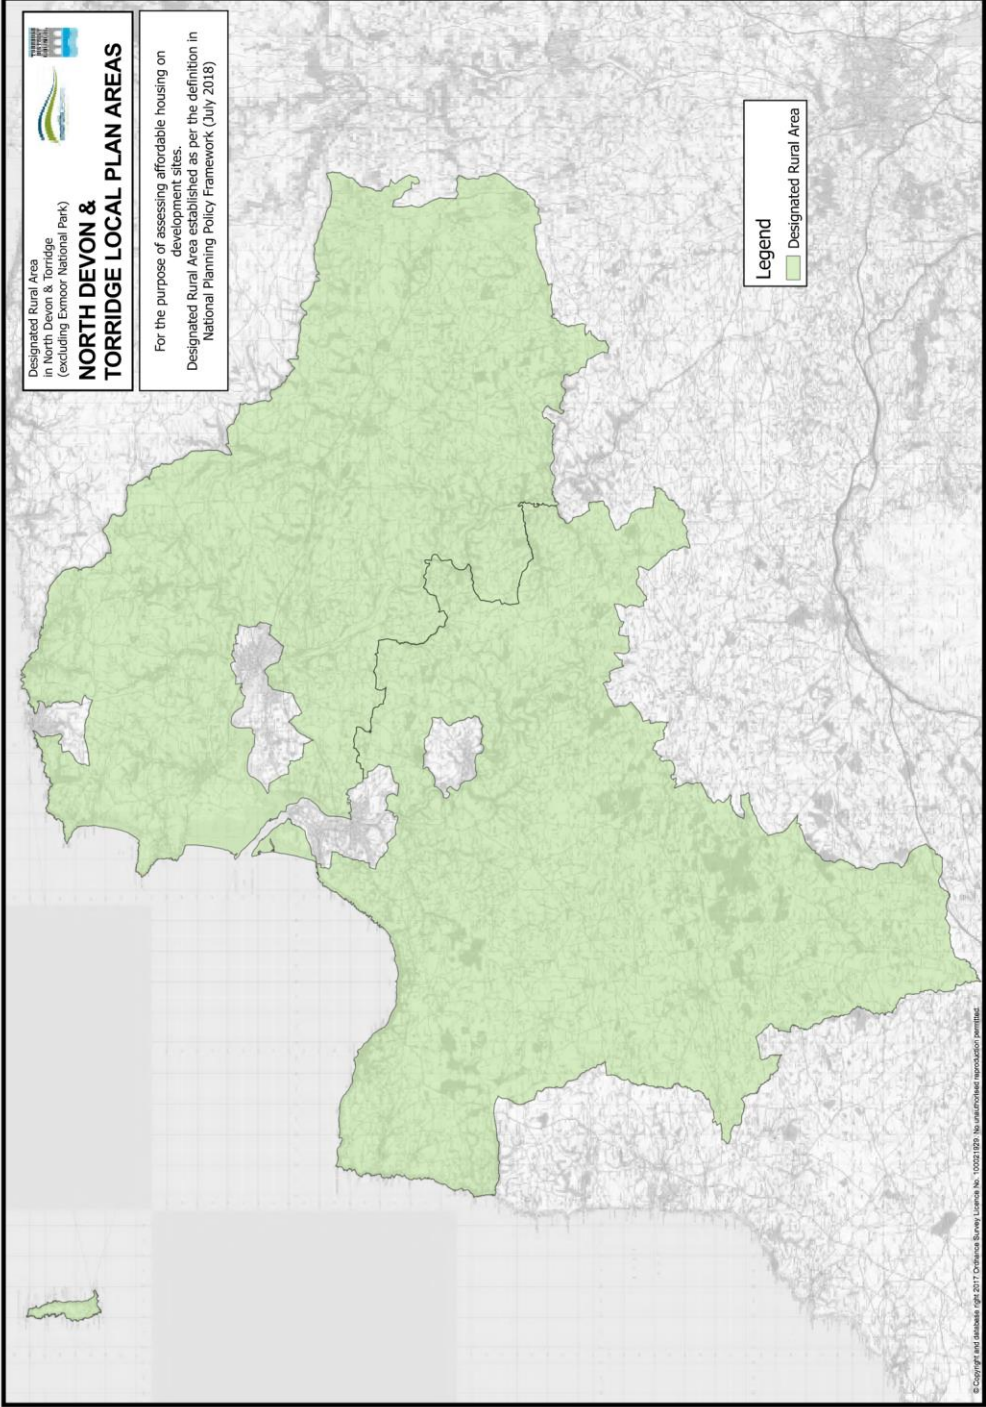 Designated Rural Area
in North Devon & Torridge
(excluding Exmoor National Park)
NORTH DEVON &
TORRIDGE LOCAL PLAN AREAS
TORRIDGE
DISTRICT
COUNCIL
For the purpose of assessing affordable housing on
development sites.
Designated Rural Area established as per the definition in
National Planning Policy Framework (July 2018)
Legend
Designated Rural Area
© Copyright and database right 2017. Ordnance Survey Licence No. 100021929. No unauthorised reproduction permitted.